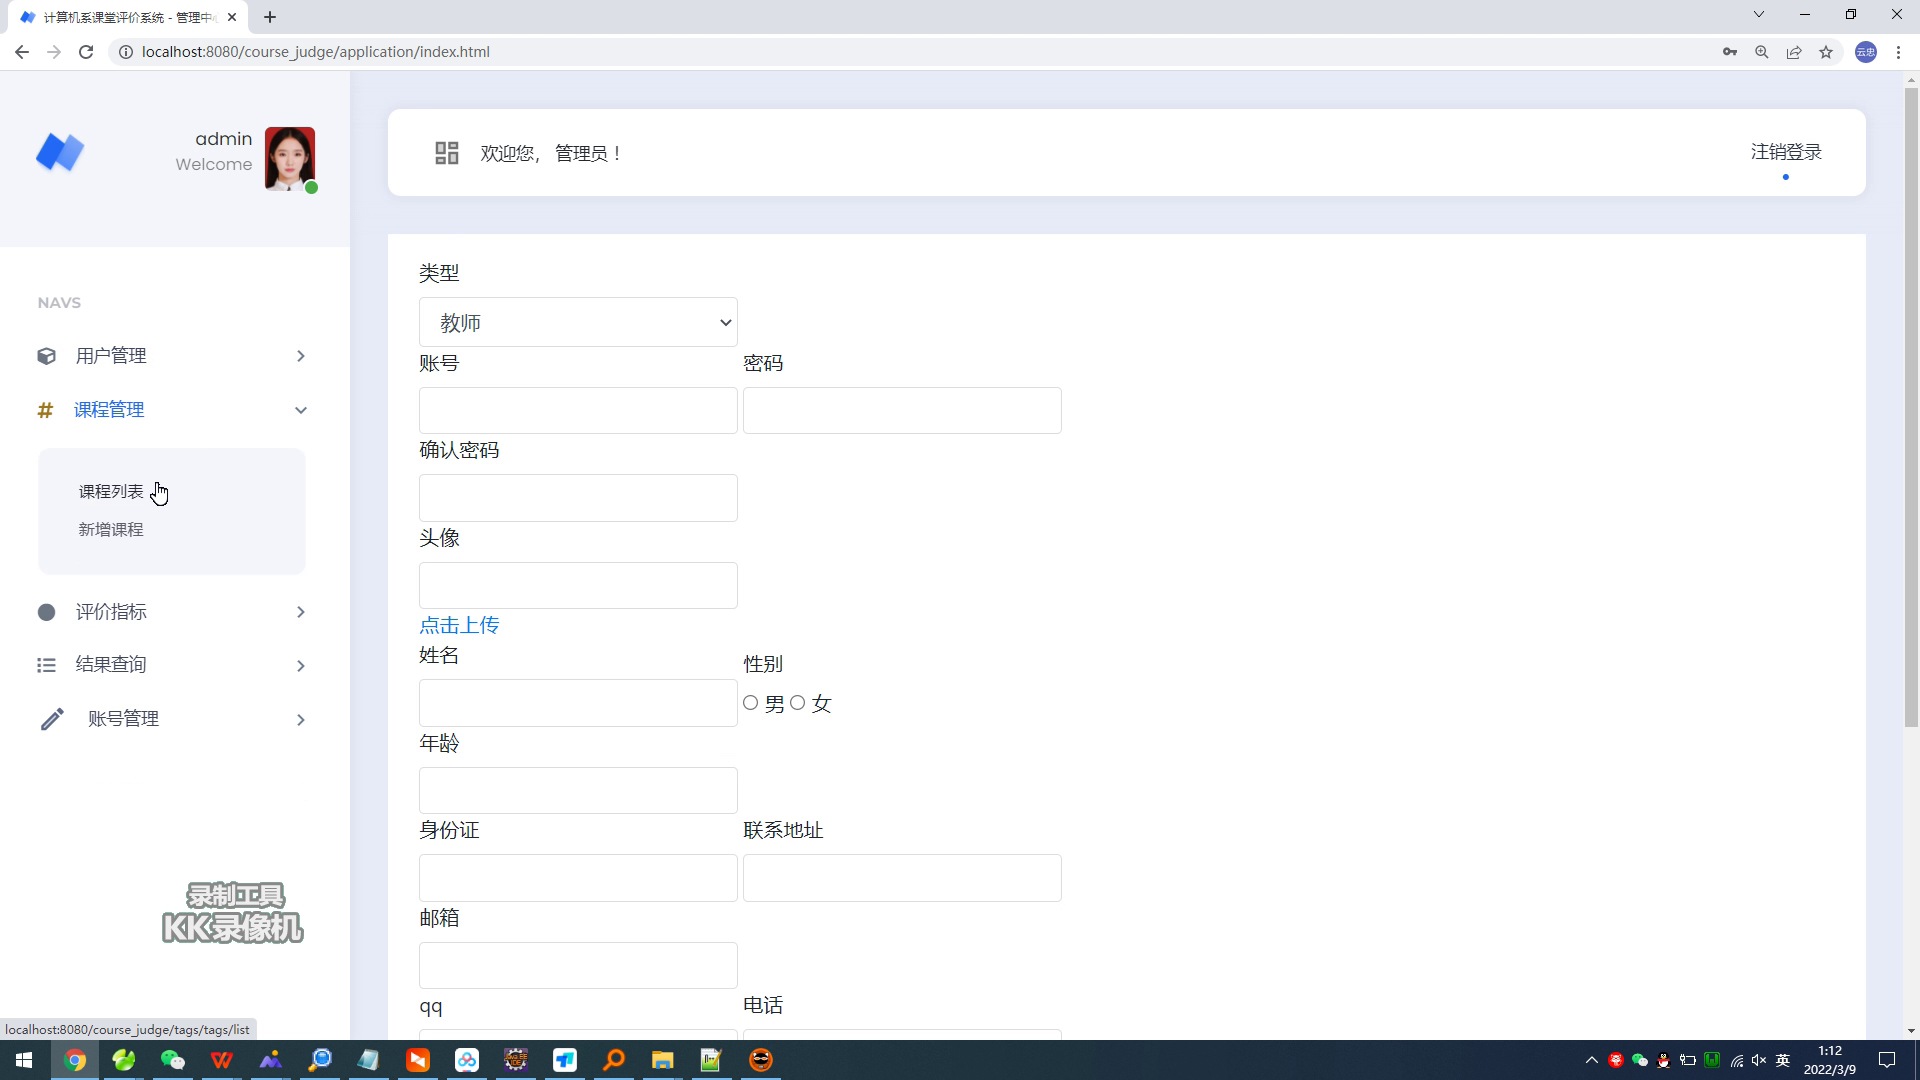 计算机系课堂评价系统 - 管理中
localhost:8080/course_judge/application/index.html
云忠
admin
Welcome
欢迎您， 管理员！
注销登录
NAVS
用户管理
课程管理
课程列表
新增课程
评价指标
结果查询
账号管理
类型
教师
账号
密码
确认密码
头像
点击上传
姓名
性别
男
女
年龄
身份证
联系地址
邮箱
qq
电话
录制工具
KK录像机
localhost:8080/course_judge/tags/tags/list
英
1:12
2022/3/9